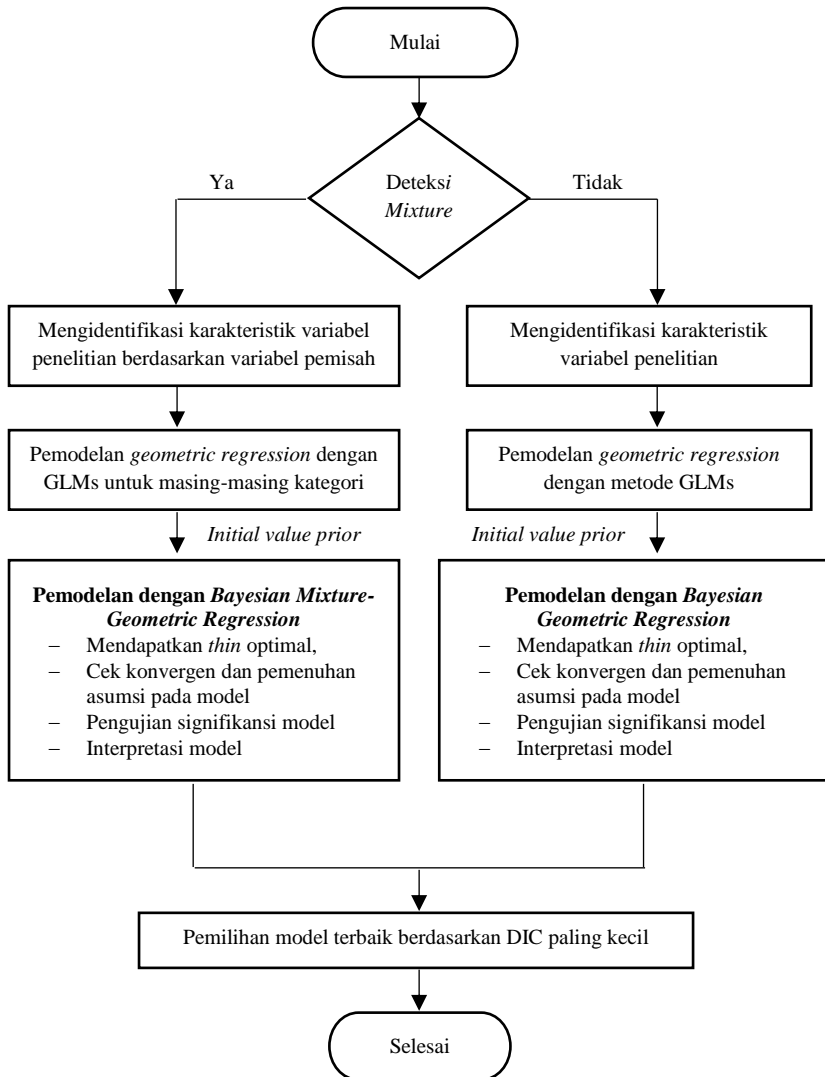 Mulai
Deteksi
Mixture
Ya
Tidak
Mengidentifikasi karakteristik variabel
penelitian berdasarkan variabel pemisah
Pemodelan geometric regression dengan
GLMs untuk masing-masing kategori
Initial value prior
Pemodelan dengan Bayesian Mixture-
Geometric Regression
– Mendapatkan thin optimal,
– Cek konvergen dan pemenuhan
asumsi pada model
– Pengujian signifikansi model
– Interpretasi model
Mengidentifikasi karakteristik
variabel penelitian
Pemodelan geometric regression
dengan metode GLMs
Initial value prior
Pemodelan dengan Bayesian
Geometric Regression
– Mendapatkan thin optimal,
– Cek konvergen dan pemenuhan
asumsi pada model
– Pengujian signifikansi model
– Interpretasi model
Pemilihan model terbaik berdasarkan DIC paling kecil
Selesai